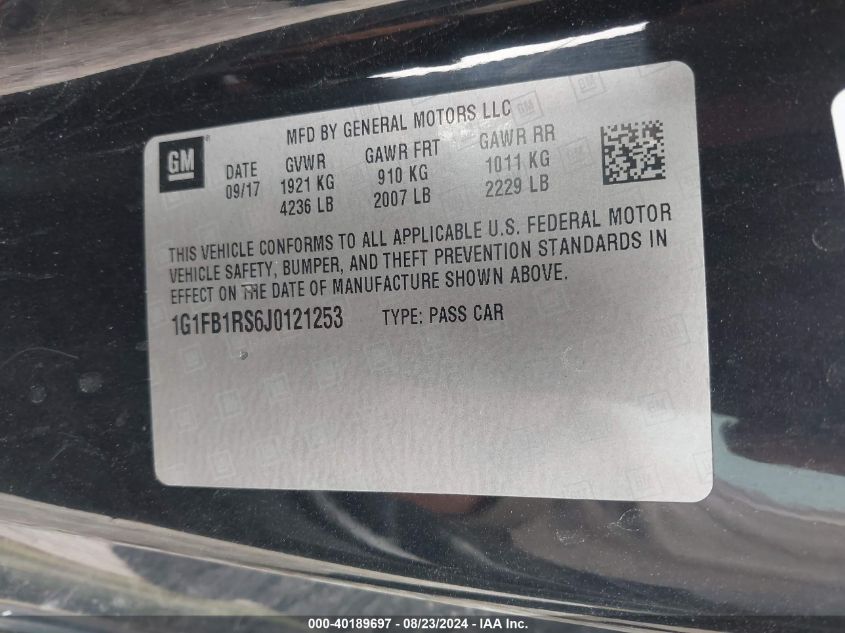 MFD BY GENERAL MOTORS LLC
GM
DATE GVWR GAWR FRT GAWR RR
09/17 1921 KG 910 KG 1011 KG
4236 LB 2007 LB 2229 LB
THIS VEHICLE CONFORMS TO ALL APPLICABLE U.S. FEDERAL MOTOR
VEHICLE SAFETY, BUMPER, AND THEFT PREVENTION STANDARDS IN
EFFECT ON THE DATE OF MANUFACTURE SHOWN ABOVE.
1G1FB1RS6J0121253 TYPE: PASS CAR
000-40189697 - 08/23/2024 - IAA Inc.